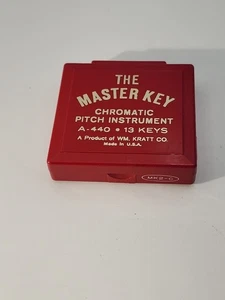 THE
MASTER KEY
CHROMATIC
PITCH INSTRUMENT
A-440 • 13 KEYS
A Product of WM. KRATT CO.
Made in U.S.A.